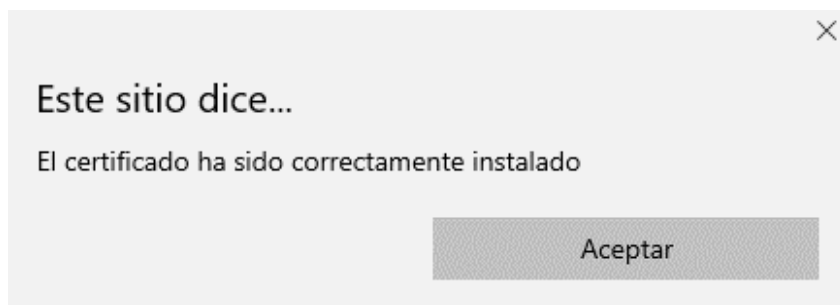 Este sitio dice...
El certificado ha sido correctamente instalado
Aceptar